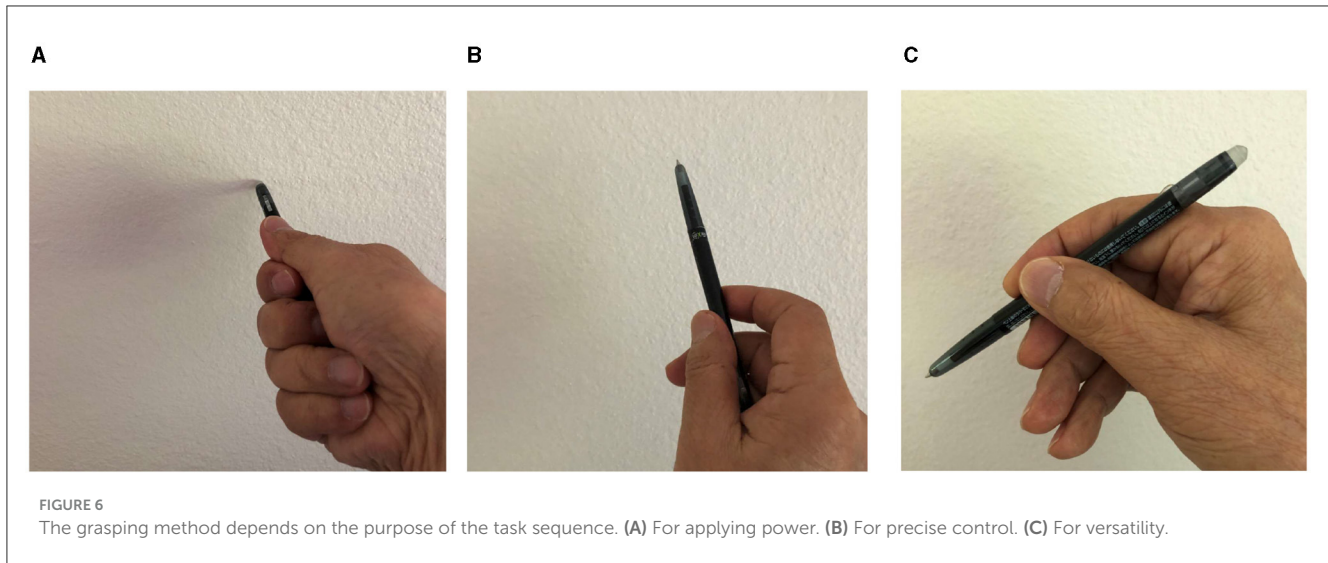 A
B
C
FIGURE 6
The grasping method depends on the purpose of the task sequence. (A) For applying power. (B) For precise control. (C) For versatility.